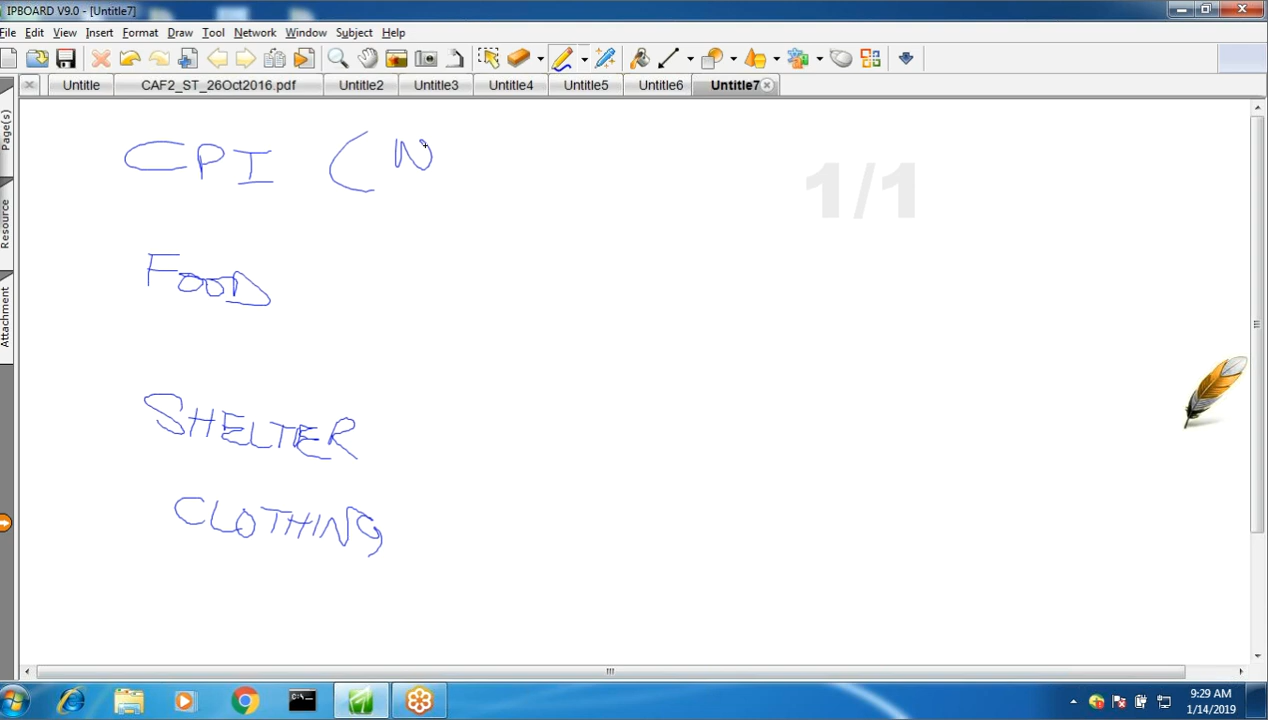 IPBOARD V9.0 - [Untitle7]
File Edit View Insert Format Draw Tool Network Window Subject Help
Untitle CAF2_ST_26Oct2016.pdf Untitle2 Untitle3 Untitle4 Untitle5 Untitle6 Untitle7
Page(s)
Resource
Attachment
1/1
CPI ( N
FOOD
SHELTER
CLOTHING
9:29 AM
1/14/2019